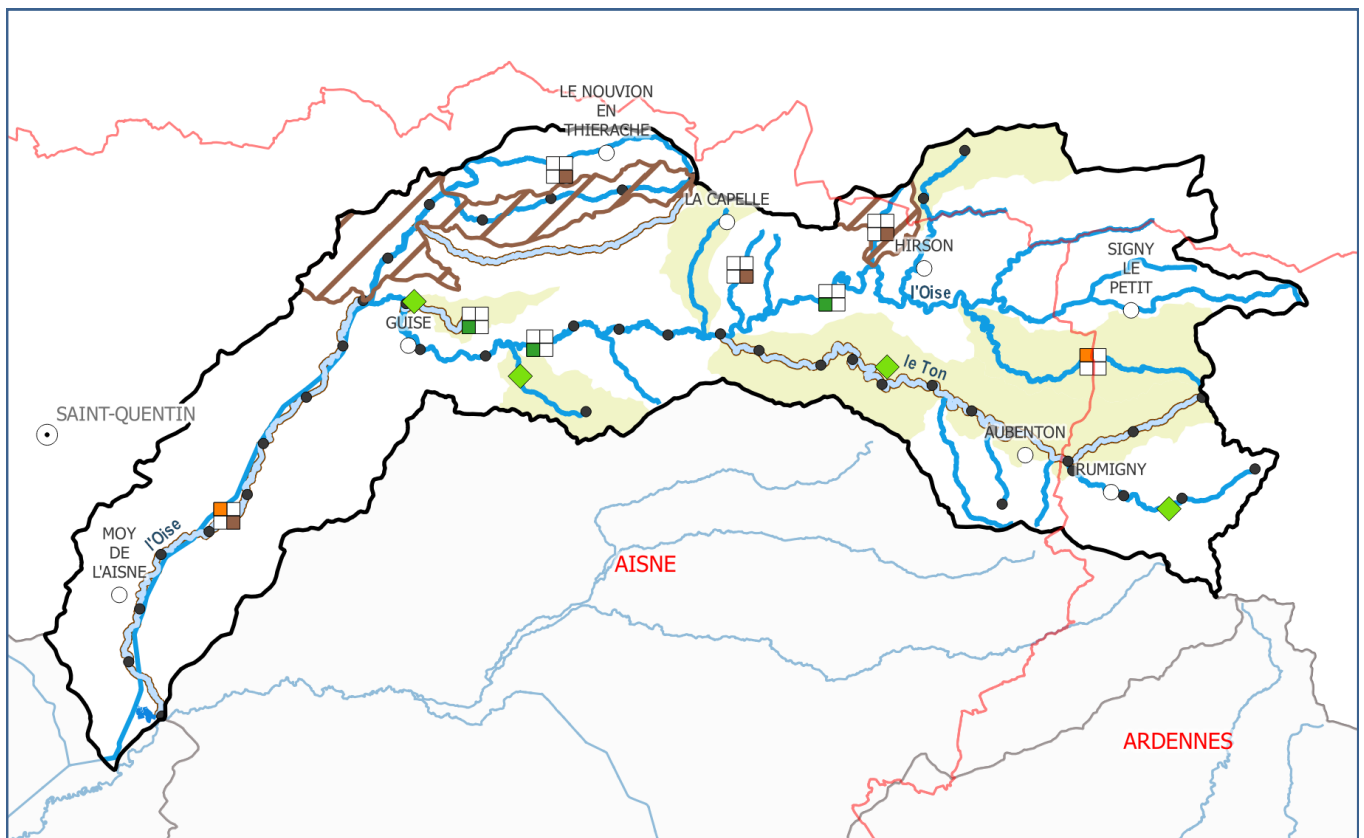 LE NOUVION
EN
THIERACHE
LA CAPELLE
HIRSON
SIGNY
LE
PETIT
l'Oise
GUISE
le Ton
SAINT-QUENTIN
AUBENTON
RUMIGNY
MOY
DE
L'AISNE
l'Oise
AISNE
ARDENNES